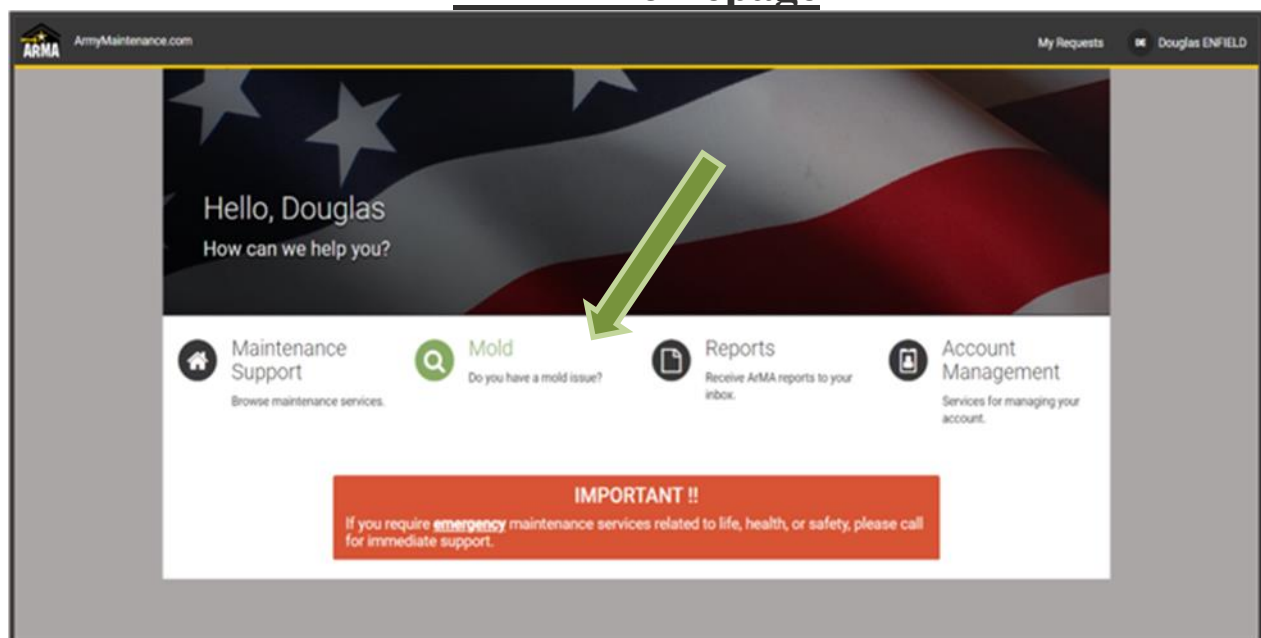 ARMA
ArmyMaintenance.com
My Requests
DE
Douglas ENFIELD
Hello, Douglas
How can we help you?
Maintenance
Support
Browse maintenance services.
Mold
Do you have a mold issue?
Reports
Receive ArMA reports to your
inbox.
Account
Management
Services for managing your
account.
IMPORTANT !!
If you require emergency maintenance services related to life, health, or safety, please call
for immediate support.